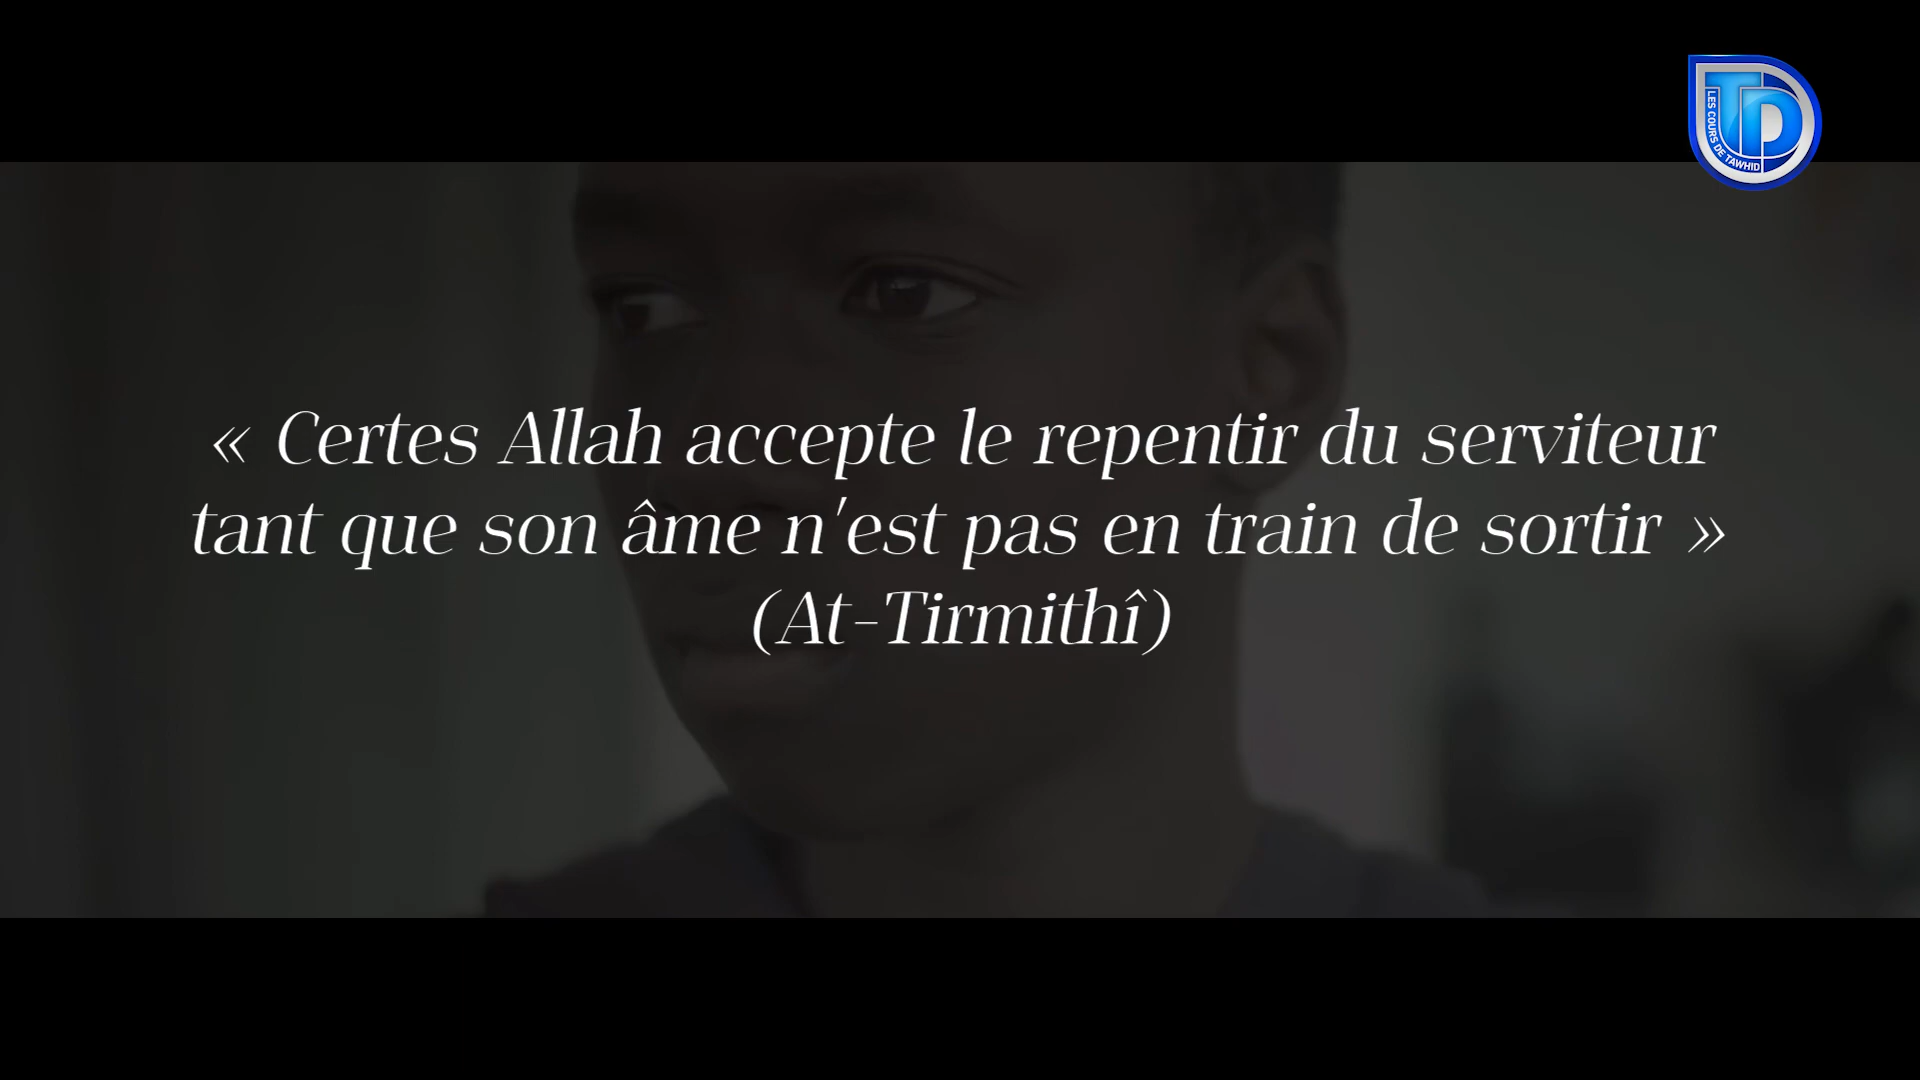 LES COURS DE TAWHID
TD
« Certes Allah accepte le repentir du serviteur
tant que son âme n'est pas en train de sortir »
(At-Tirmithî)